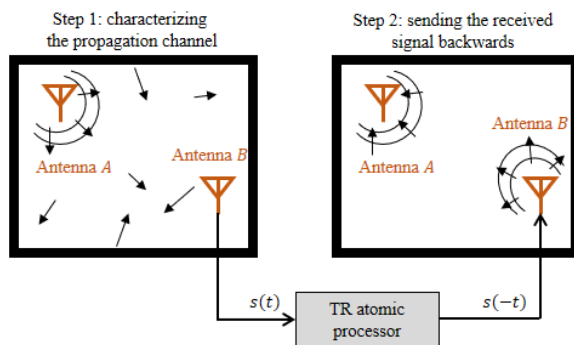 Step 1: characterizing
the propagation channel
Step 2: sending the received
signal backwards
Antenna A
Antenna B
Antenna A
Antenna B
s(t)
TR atomic
processor
s(−t)